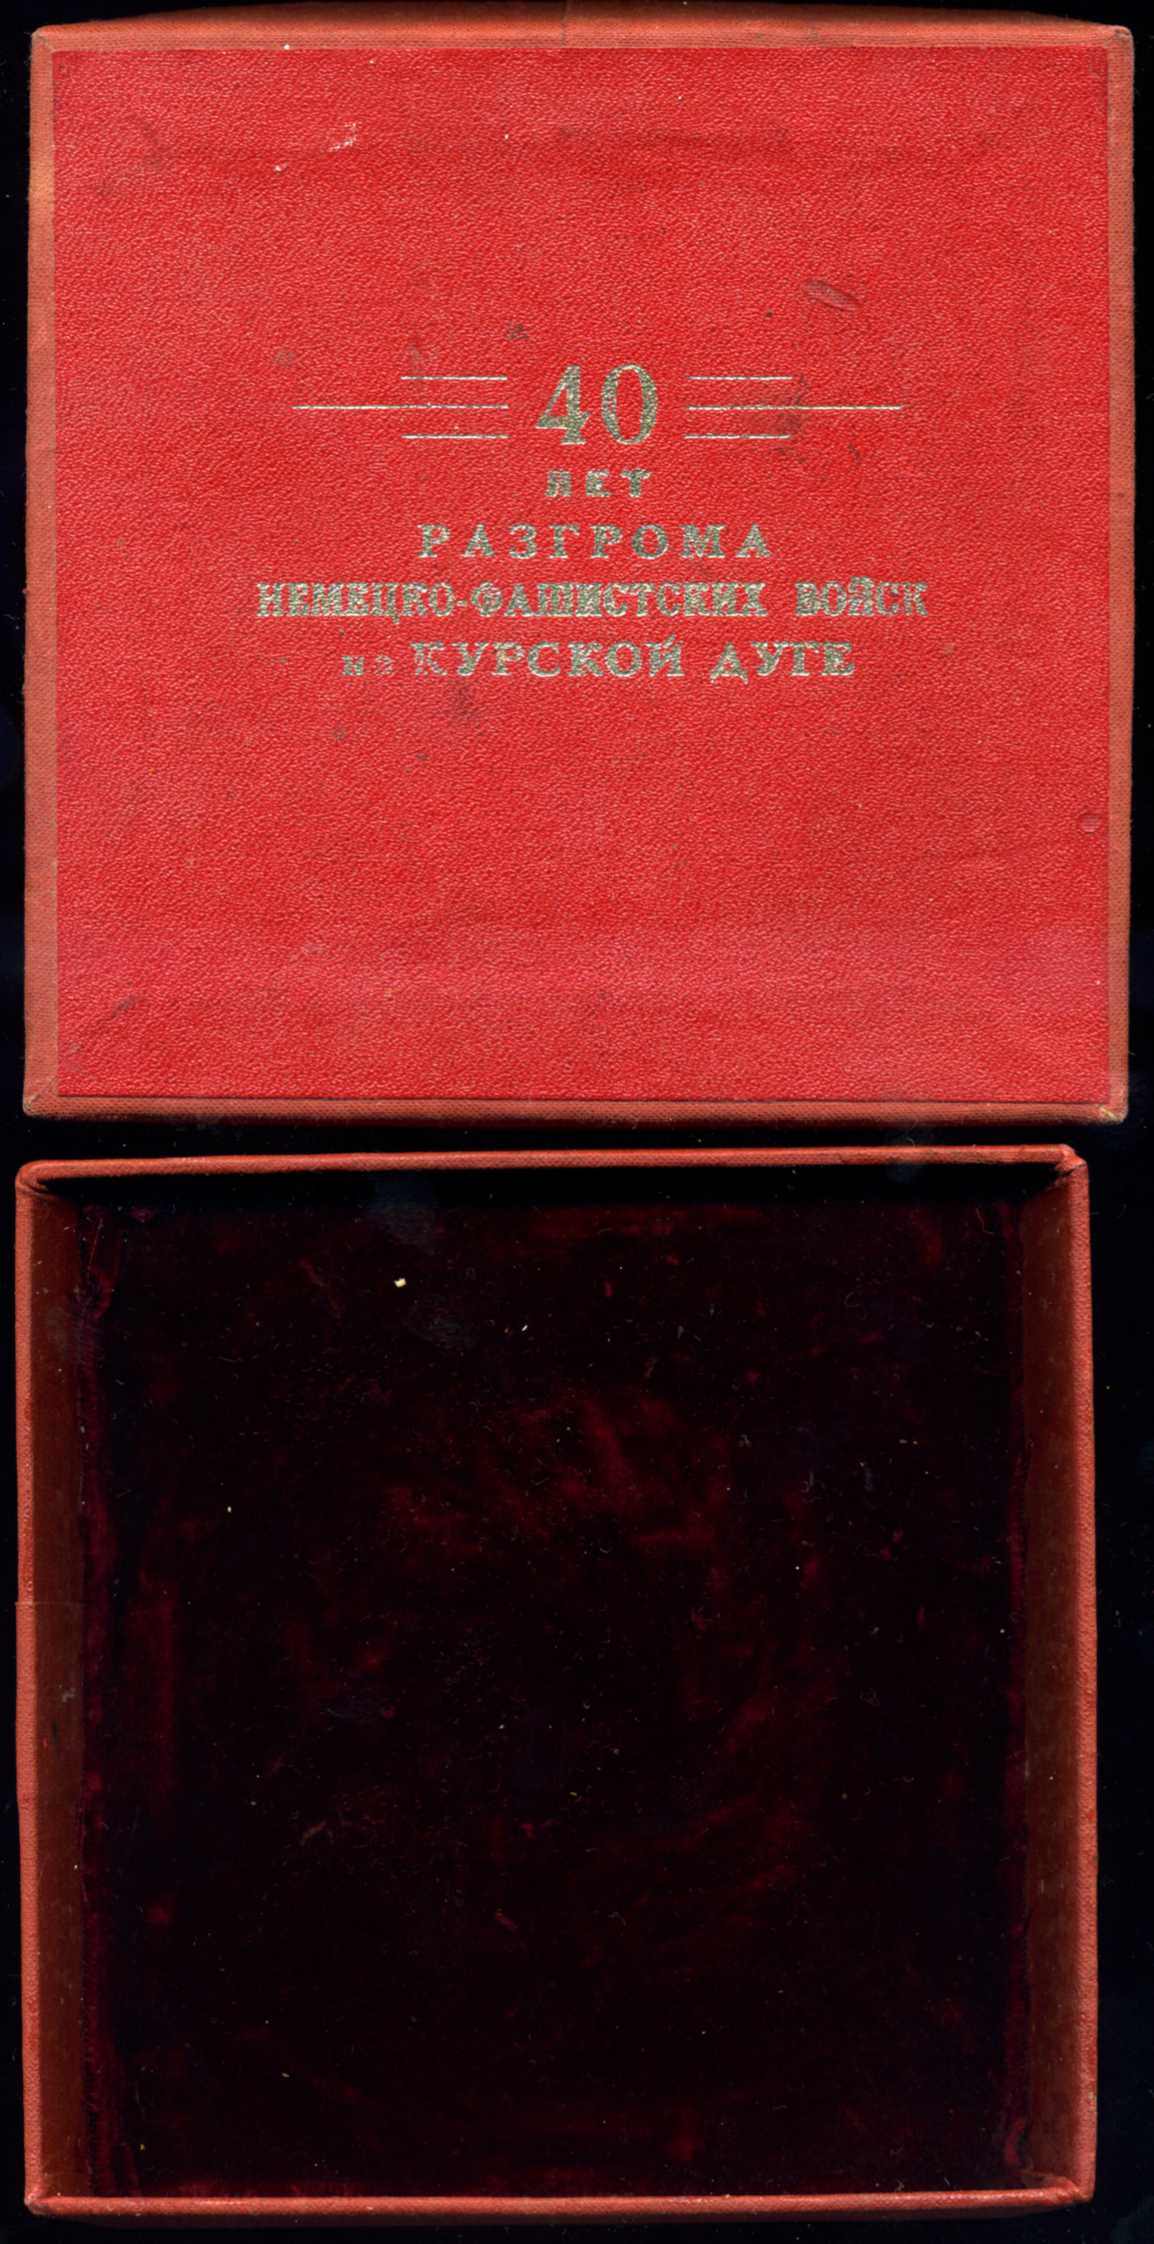 40
ЛЕТ
РАЗГРОМА
НЕМЕЦКО-ФАШИСТСКИХ ВОЙСК
на КУРСКОЙ ДУГЕ